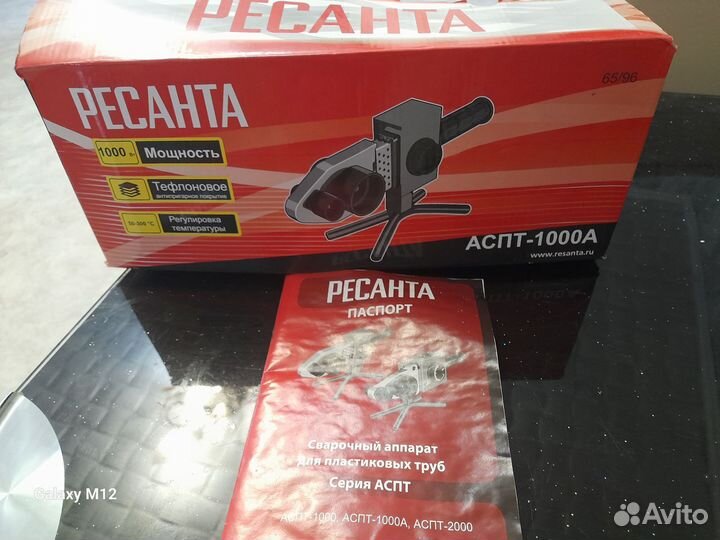 РЕСАНТА
65/96
1000 Вт Мощность
Тефлоновое
антипригарное покрытие
50-300 °C Регулировка
температуры
АСПТ-1000А
www.resanta.ru
РЕСАНТА
ПАСПОРТ
Сварочный аппарат
для пластиковых труб
Серия АСПТ
АСПТ-1000, АСПТ-1000А, АСПТ-2000
Galaxy M12
Avito